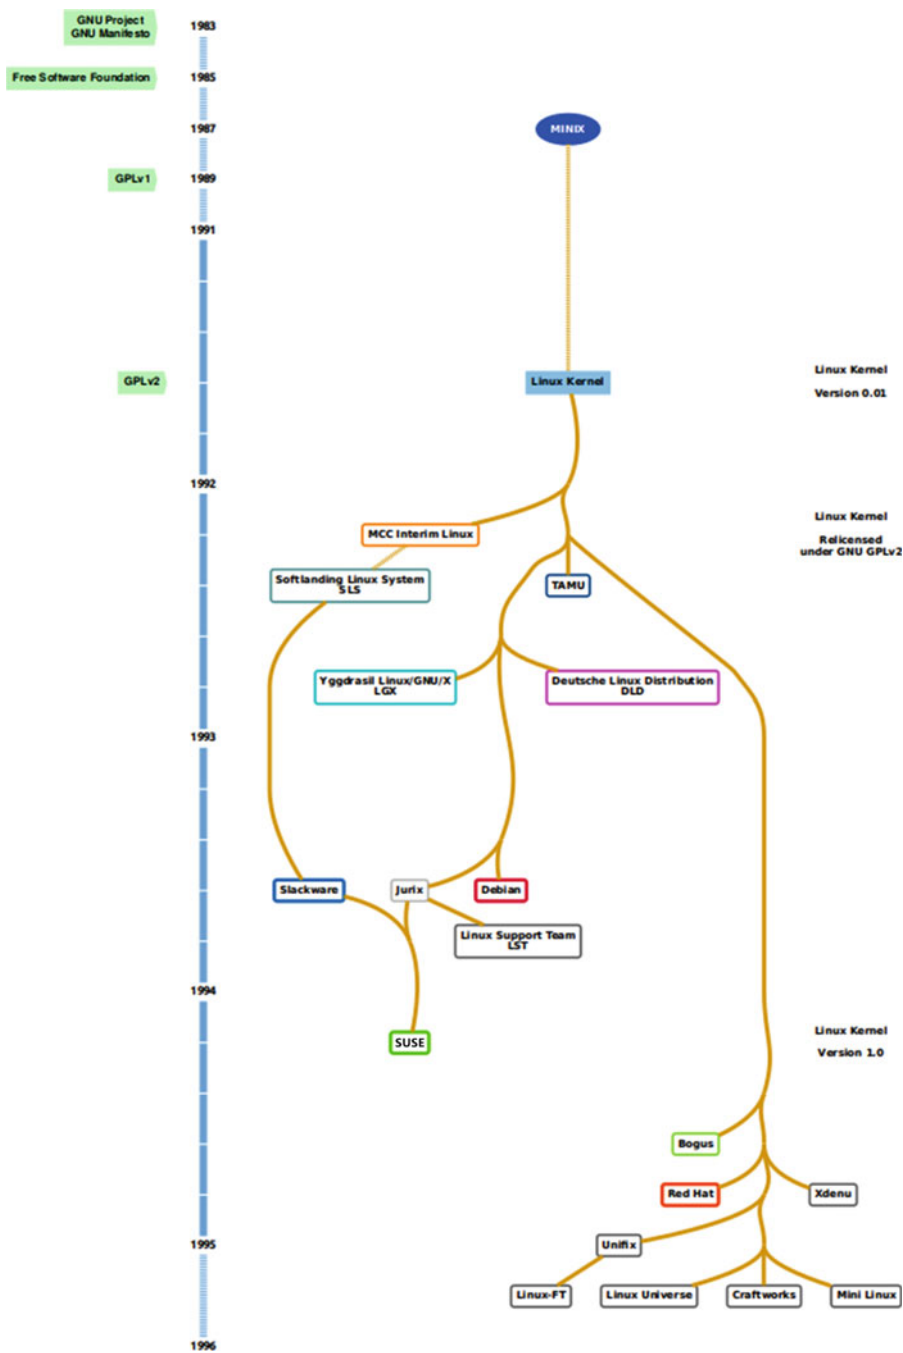 GNU Project
GNU Manifesto
1983
Free Software Foundation
1985
1987
MINIX
GPLv1
1989
1991
GPLv2
Linux Kernel
Linux Kernel
Version 0.01
1992
Linux Kernel
Relicensed
under GNU GPLv2
MCC Interim Linux
Softlanding Linux System
SLS
TAMU
Yggdrasil Linux/GNU/X
LGX
Deutsche Linux Distribution
DLD
1993
Slackware
Jurix
Debian
Linux Support Team
LST
1994
Linux Kernel
Version 1.0
SUSE
Bogus
Red Hat
Xdenu
1995
Unifix
Linux-FT
Linux Universe
Craftworks
Mini Linux
1996